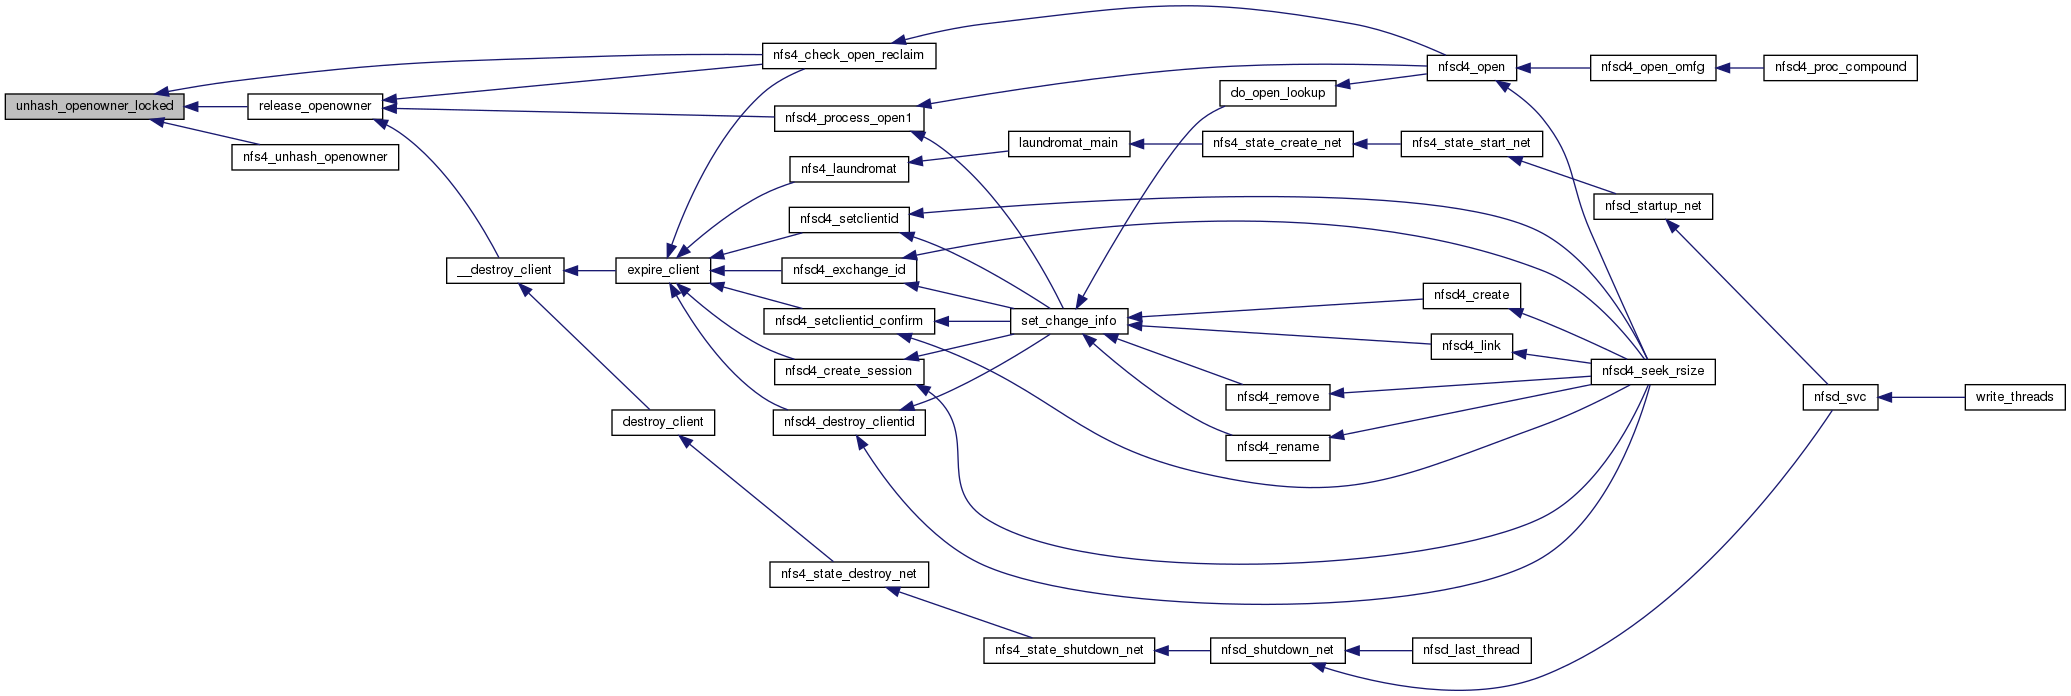 unhash_openowner_locked
release_openowner
nfs4_unhash_openowner
__destroy_client
expire_client
destroy_client
nfs4_check_open_reclaim
nfsd4_process_open1
nfs4_laundromat
nfsd4_setclientid
nfsd4_exchange_id
nfsd4_setclientid_confirm
nfsd4_create_session
nfsd4_destroy_clientid
nfs4_state_destroy_net
laundromat_main
set_change_info
nfs4_state_shutdown_net
do_open_lookup
nfs4_state_create_net
nfsd4_remove
nfsd4_rename
nfsd_shutdown_net
nfsd4_open
nfs4_state_start_net
nfsd4_create
nfsd4_link
nfsd_last_thread
nfsd4_open_omfg
nfsd_startup_net
nfsd4_seek_rsize
nfsd4_proc_compound
nfsd_svc
write_threads